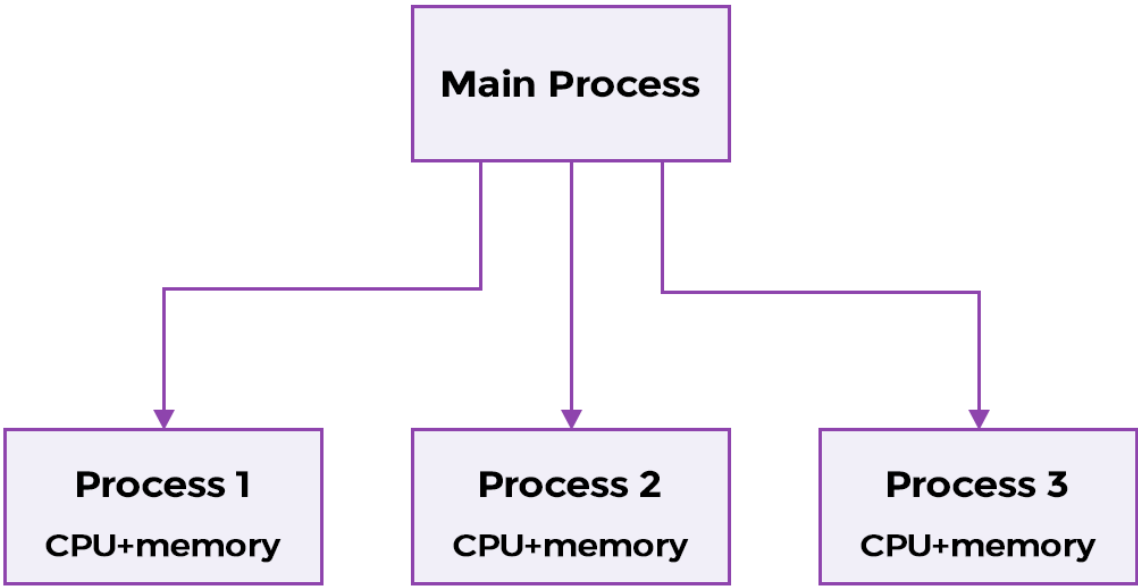 Main Process
Process 1
CPU+memory
Process 2
CPU+memory
Process 3
CPU+memory